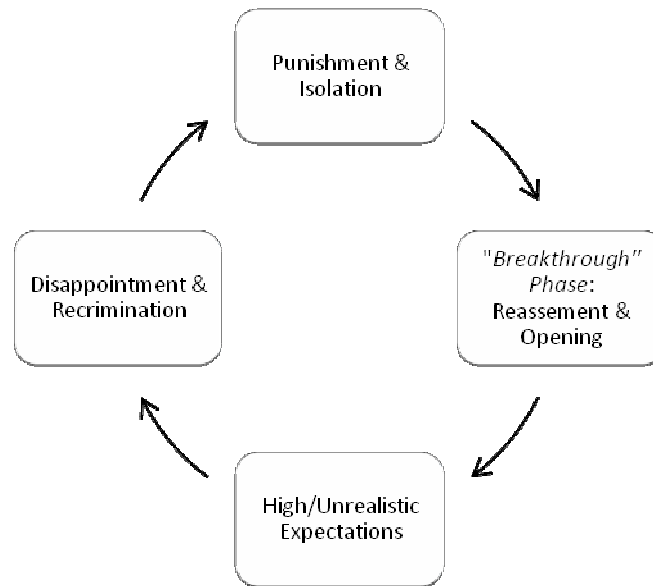 Punishment &
Isolation
"Breakthrough"
Phase:
Reassement &
Opening
High/Unrealistic
Expectations
Disappointment &
Recrimination